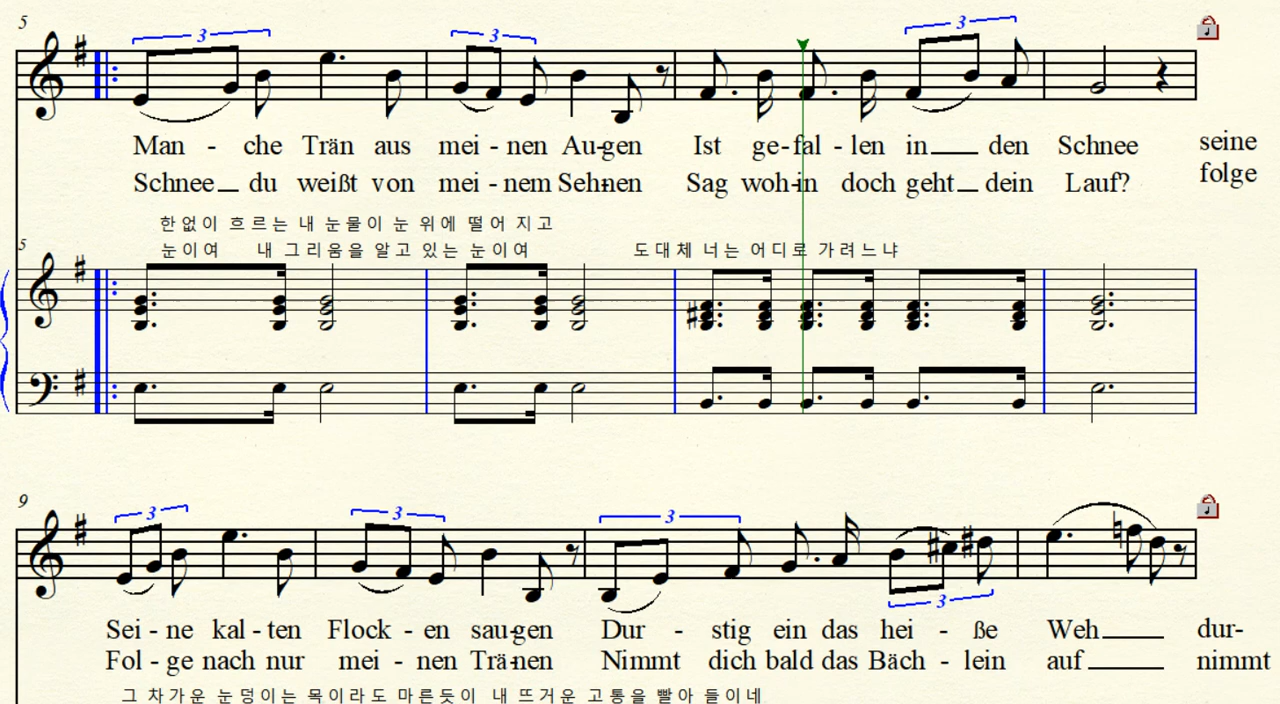 5
3 3 3
Man - che Trän aus mei - nen Au-gen Ist ge-fal - len in den Schnee seine
Schnee du weißt von mei - nem Seh-nen Sag woh-in doch geht dein Lauf? folge
한없이 흐르는 내 눈물이 눈 위에 떨어 지고
눈이여 내 그리움을 알고 있는 눈이여 도대체 너는 어디로 가려느냐
5
9
3 3 3 3
Sei - ne kal - ten Flock - en sau-gen Dur - stig ein das hei - ße Weh dur-
Fol - ge nach nur mei - nen Trä-nen Nimmt dich bald das Bäch - lein auf nimmt
그 차가운 눈덩이는 목이라도 마른듯이 내 뜨거운 고통을 빨아 들이네